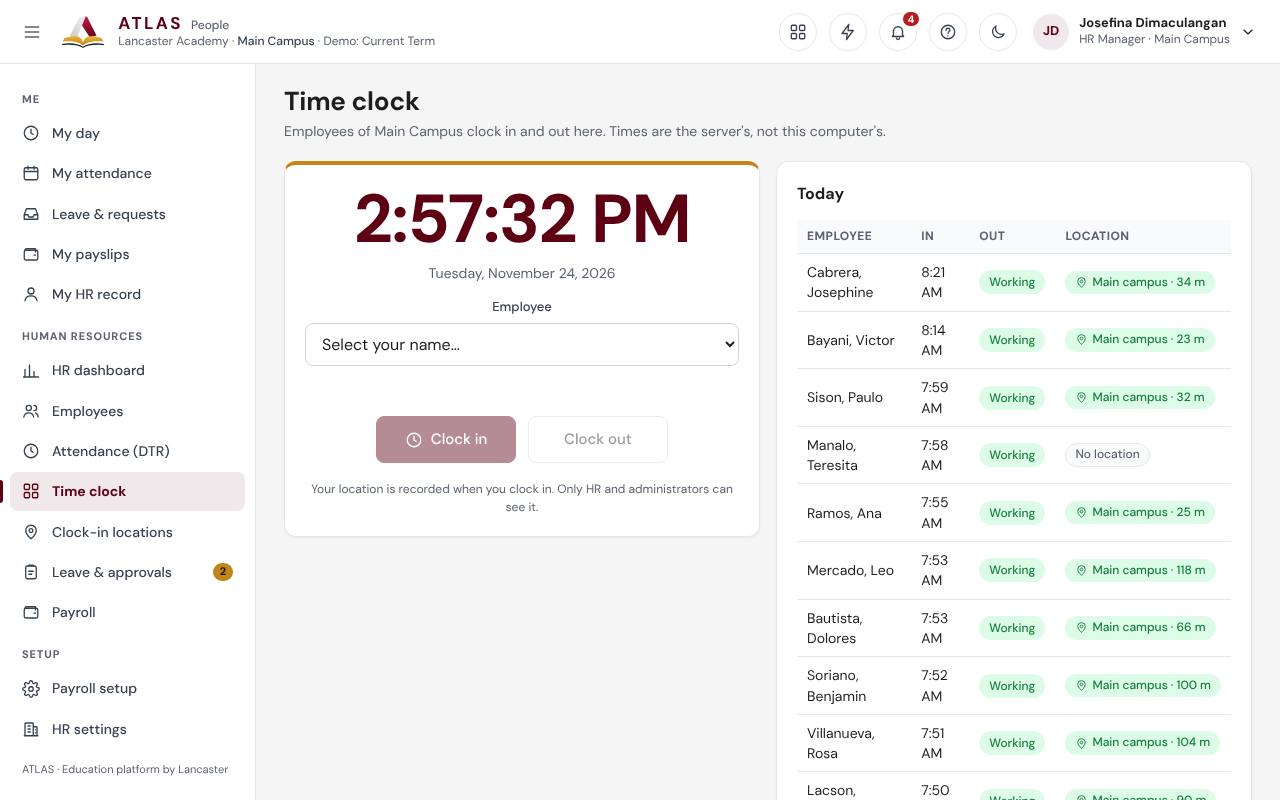 ATLAS People
Lancaster Academy · Main Campus · Demo: Current Term
4
JD
Josefina Dimaculangan
HR Manager · Main Campus
ME
My day
My attendance
Leave & requests
My payslips
My HR record
HUMAN RESOURCES
HR dashboard
Employees
Attendance (DTR)
Time clock
Clock-in locations
Leave & approvals 2
Payroll
SETUP
Payroll setup
HR settings
ATLAS · Education platform by Lancaster
Time clock
Employees of Main Campus clock in and out here. Times are the server's, not this computer's.
2:57:32 PM
Tuesday, November 24, 2026
Employee
Select your name...
Clock in
Clock out
Your location is recorded when you clock in. Only HR and administrators can
see it.
Today
EMPLOYEE IN OUT LOCATION
Cabrera, Josephine 8:21 AM Working Main campus · 34 m
Bayani, Victor 8:14 AM Working Main campus · 23 m
Sison, Paulo 7:59 AM Working Main campus · 32 m
Manalo, Teresita 7:58 AM Working No location
Ramos, Ana 7:55 AM Working Main campus · 25 m
Mercado, Leo 7:53 AM Working Main campus · 118 m
Bautista, Dolores 7:53 AM Working Main campus · 66 m
Soriano, Benjamin 7:52 AM Working Main campus · 100 m
Villanueva, Rosa 7:51 AM Working Main campus · 104 m
Lacson, 7:50 Working Main campus · 90 m